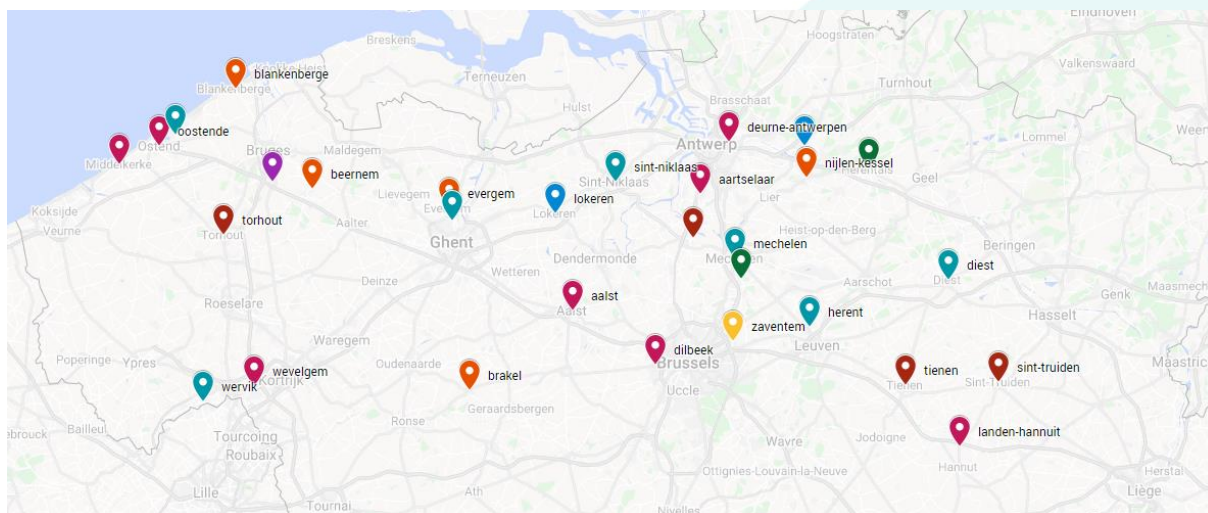 Eindhoven
Hoogstraten
Breskens
Valkenswaard
blankenberge
Blankenberge
Terneuzen
Turnhout
Hulst
Brasschaat
oostende
Ostend
deurne-antwerpen
Lommel
Middelkerke
Bruges
Maldegem
Antwerp
nijlen-kessel
Herentals
beernem
sint-niklaas
Sint-Niklaas
aartselaar
Geel
Lievegem
evergem
Evergem
lokeren
Lokeren
Lier
Koksijde
Veurne
torhout
Torhout
Aalter
Ghent
Heist-op-den-Berg
mechelen
Mechelen
Beringen
Dendermonde
Wetteren
diest
Diest
Deinze
Aarschot
Genk
Roeselare
aalst
Aalst
herent
Hasselt
zaventem
Leuven
Waregem
Poperinge
Ypres
Oudenaarde
dilbeek
Brussels
wevelgem
Kortrijk
wervik
brakel
tienen
Tienen
sint-truiden
Sint-Truiden
Uccle
Geraardsbergen
Ronse
Bailleul
Tourcoing
Roubaix
landen-hannuit
Wavre
Jodoigne
Hannut
Ottignies-Louvain-la-Neuve
Herstal
Lille
Ath
Liège
Tournai
Nivelles